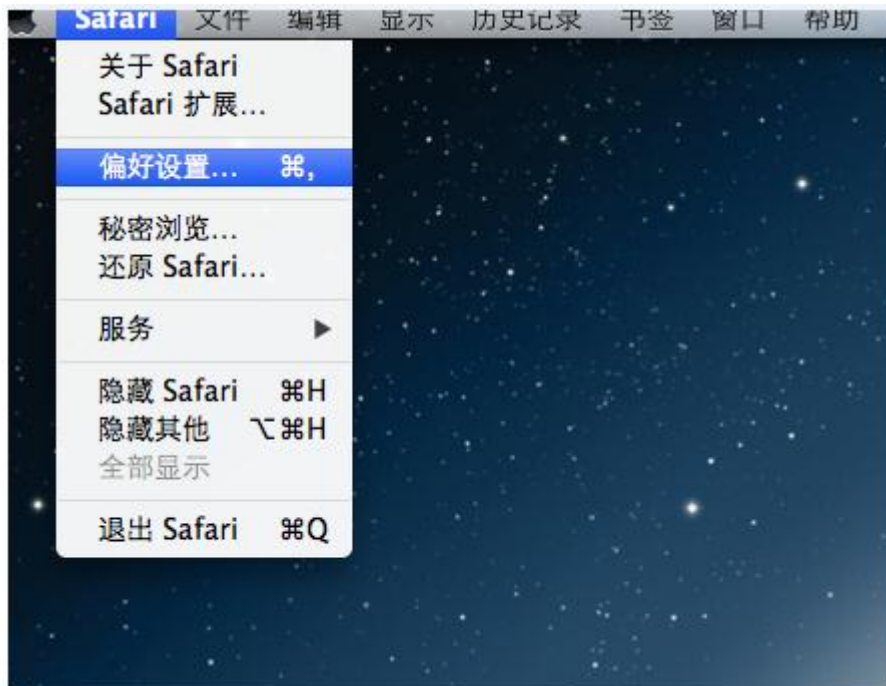 Safari 文件 编辑 显示 历史记录 书签 窗口 帮助
关于 Safari
Safari 扩展...
偏好设置... ⌘,
秘密浏览...
还原 Safari...
服务 ▶
隐藏 Safari ⌘H
隐藏其他 ⌥⌘H
全部显示
退出 Safari ⌘Q